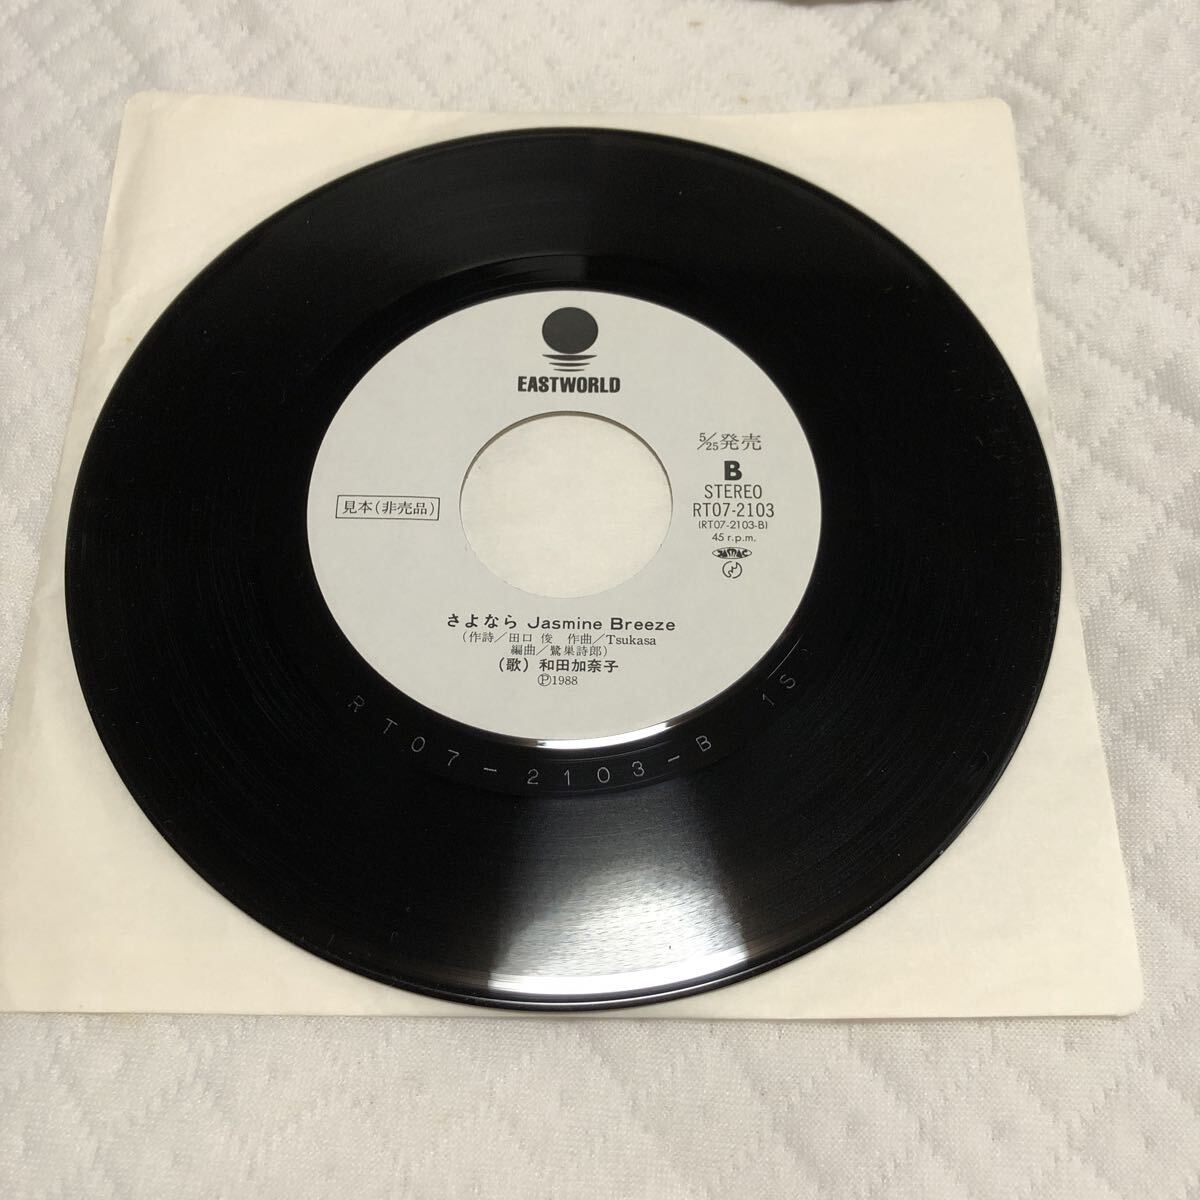 EASTWORLD
5/25発売
B
STEREO
RT07-2103
(RT07-2103-B)
45 r.p.m.
見本(非売品)
さよなら Jasmine Breeze
(作詩/田口 俊 作曲/Tsukasa
編曲/鷺巣詩郎)
(歌) 和田加奈子
Ⓟ1988
RT07-2103-B 1S